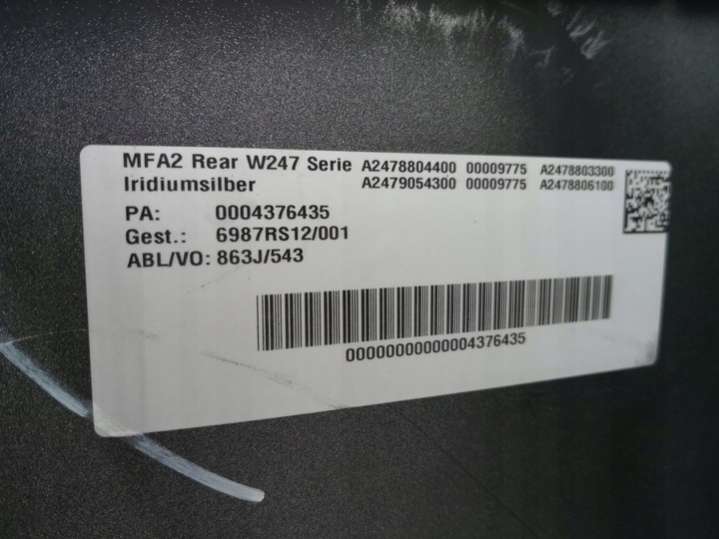 MFA2 Rear W247 Serie A2478804400 00009775 A2478803300
Iridiumsilber A2479054300 00009775 A2478806100
PA: 0004376435
Gest.: 6987RS12/001
ABL/VO: 863J/543
00000000000004376435